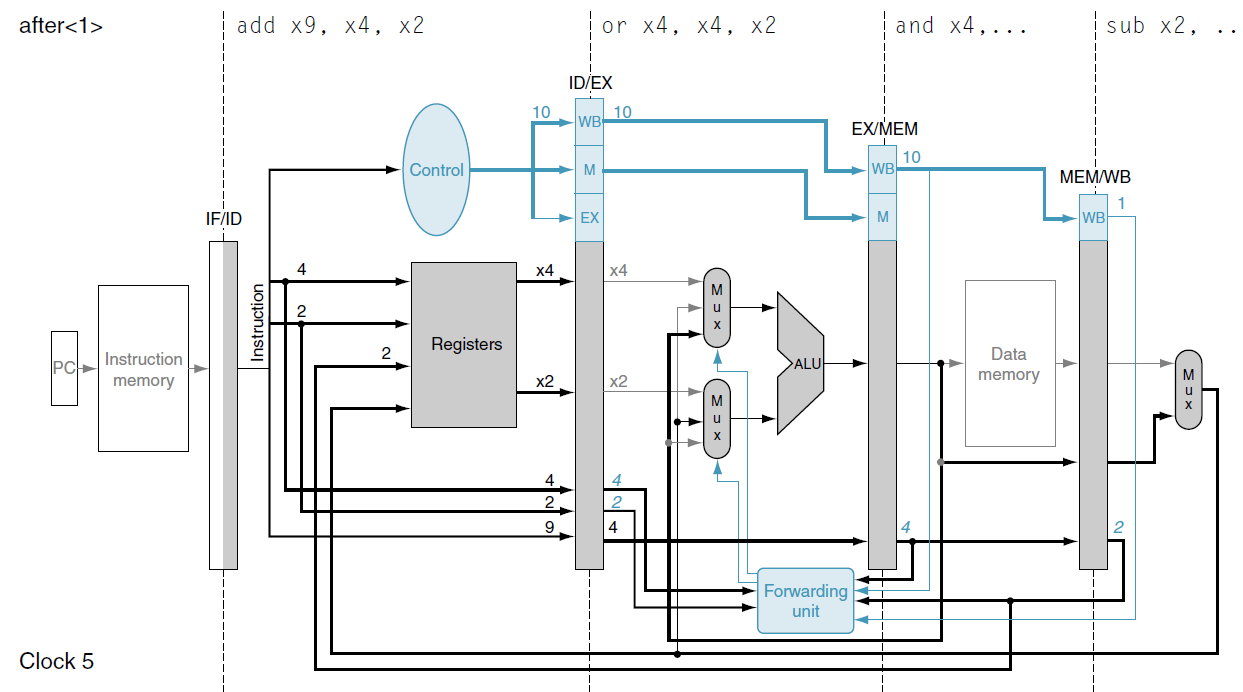 after<1>
add x9, x4, x2
or x4, x4, x2
and x4,...
sub x2, ..
ID/EX
10
WB
10
EX/MEM
Control
M
WB
10
MEM/WB
IF/ID
EX
M
WB
1
4
x4
x4
Mux
Instruction
2
PC
Instruction
memory
2
Registers
ALU
Data
memory
Mux
x2
x2
Mux
4
4
2
2
9
4
4
2
Forwarding
unit
Clock 5